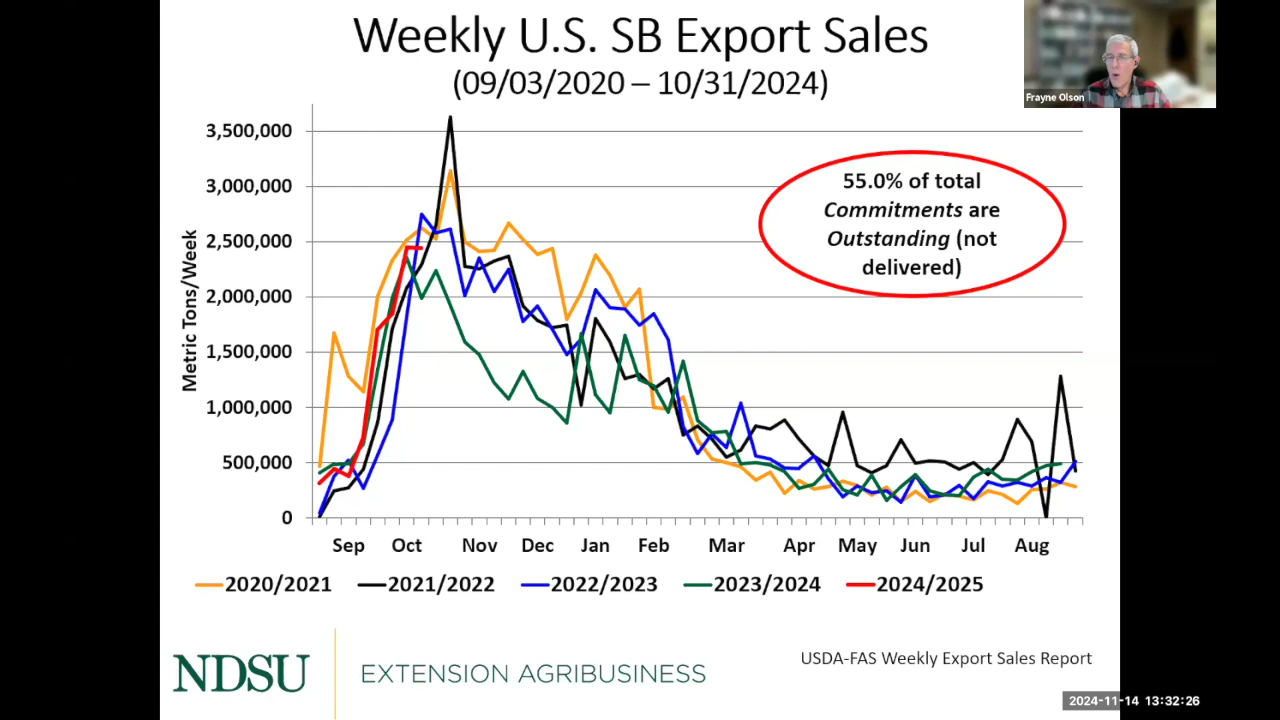 Weekly U.S. SB Export Sales
(09/03/2020 – 10/31/2024)
Frayne Olson
3,500,000
3,000,000
2,500,000
2,000,000
1,500,000
1,000,000
500,000
0
Metric Tons/Week
55.0% of total
Commitments are
Outstanding (not
delivered)
Sep Oct Nov Dec Jan Feb Mar Apr May Jun Jul Aug
2020/2021 2021/2022 2022/2023 2023/2024 2024/2025
NDSU EXTENSION AGRIBUSINESS
USDA-FAS Weekly Export Sales Report
2024-11-14 13:32:26